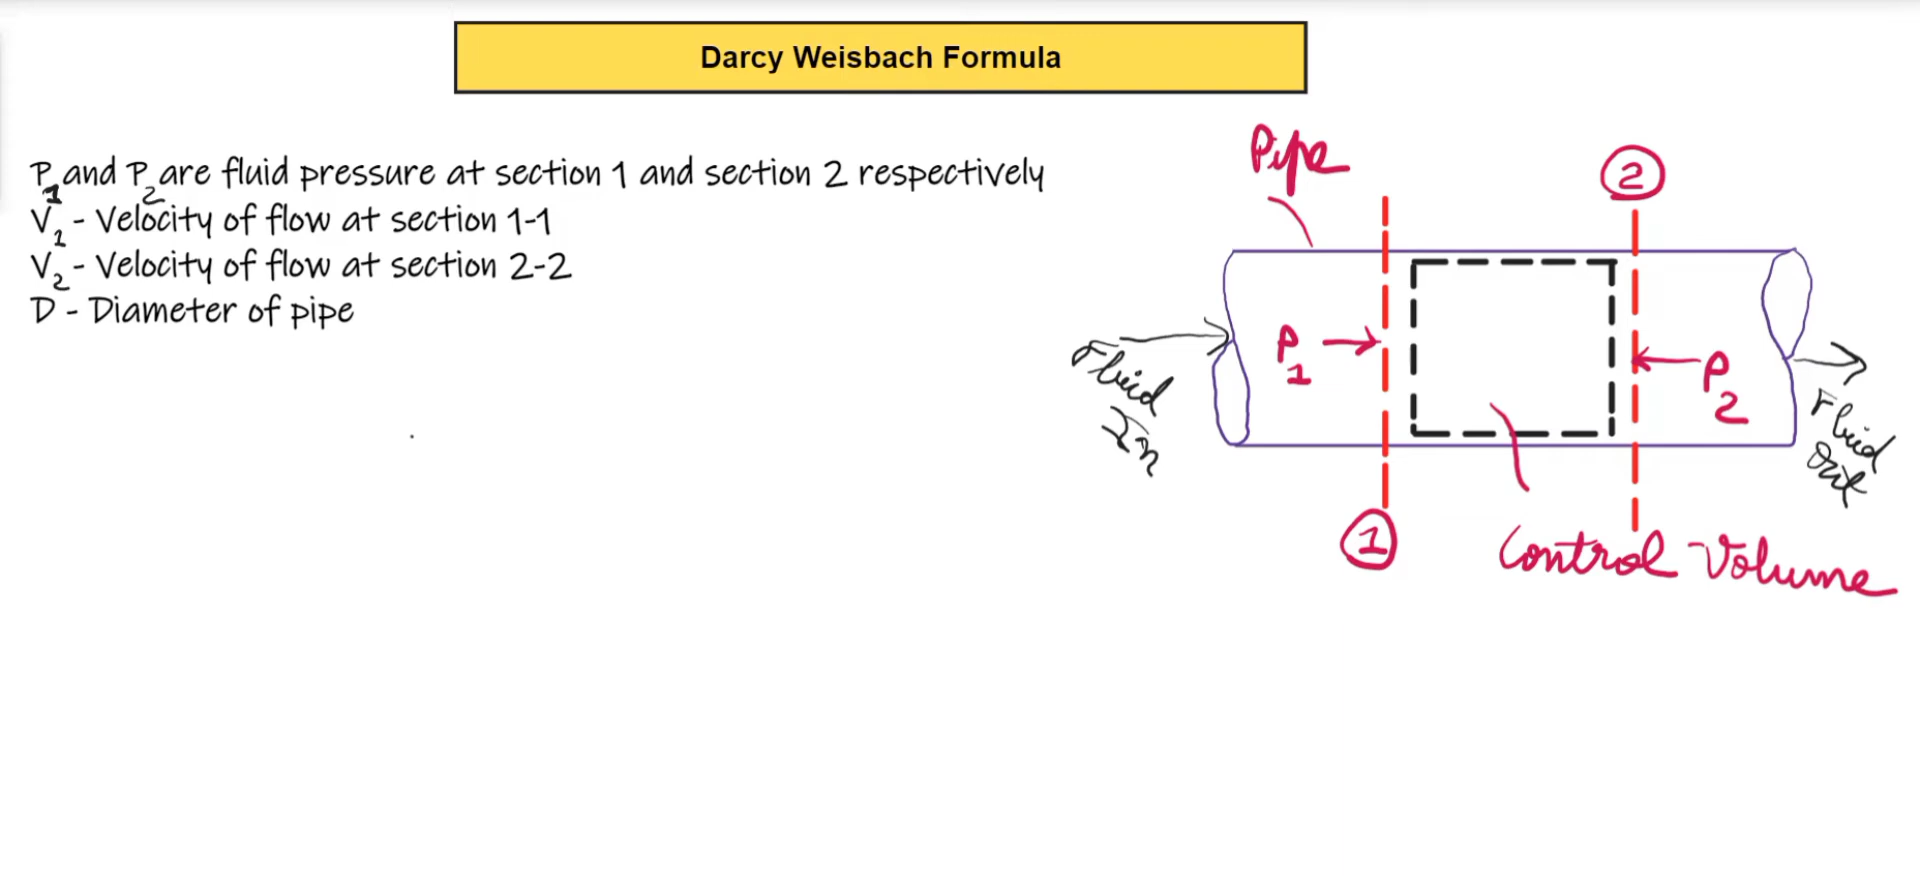 Darcy Weisbach Formula
P1 and P2 are fluid pressure at section 1 and section 2 respectively
V1 - Velocity of flow at section 1-1
V2 - Velocity of flow at section 2-2
D - Diameter of pipe
Pipe
2
P1
P2
Fluid
In
Fluid
out
1
Control Volume